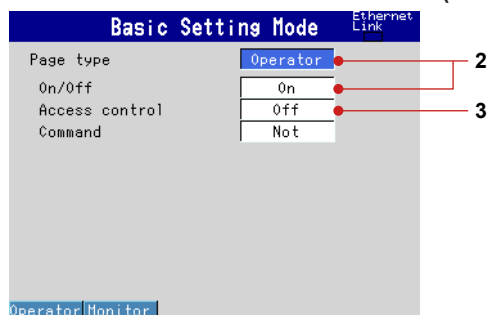 Basic Setting Mode
Ethernet
Link
Page type Operator 2
On/Off On
Access control Off 3
Command Not
Operator Monitor